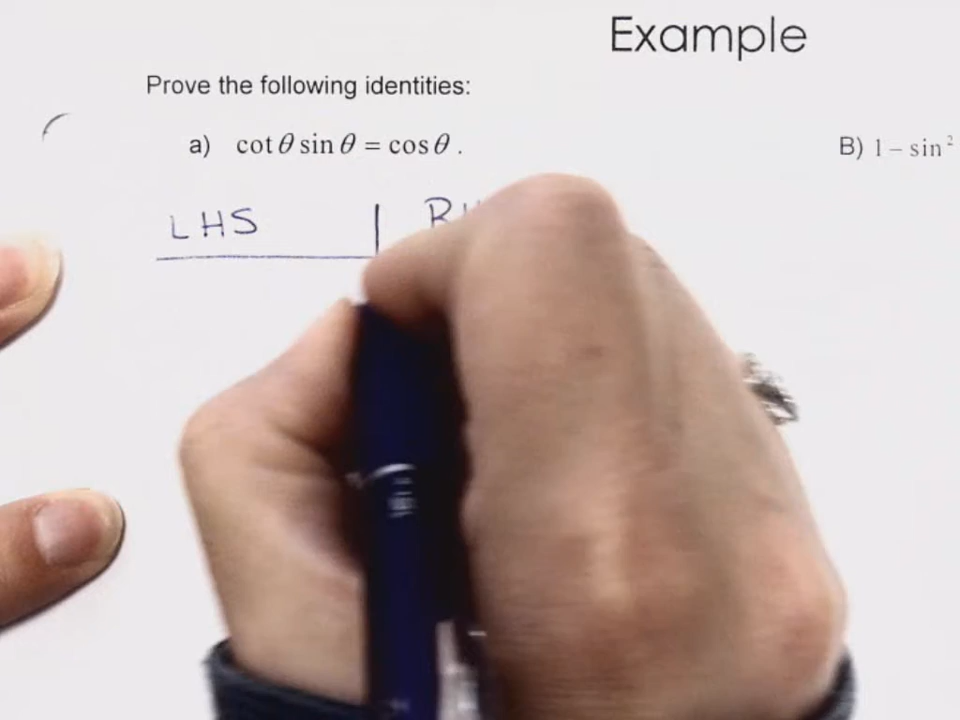 Example
Prove the following identities:
a) cot θ sin θ = cos θ .
B) 1 – sin²
LHS